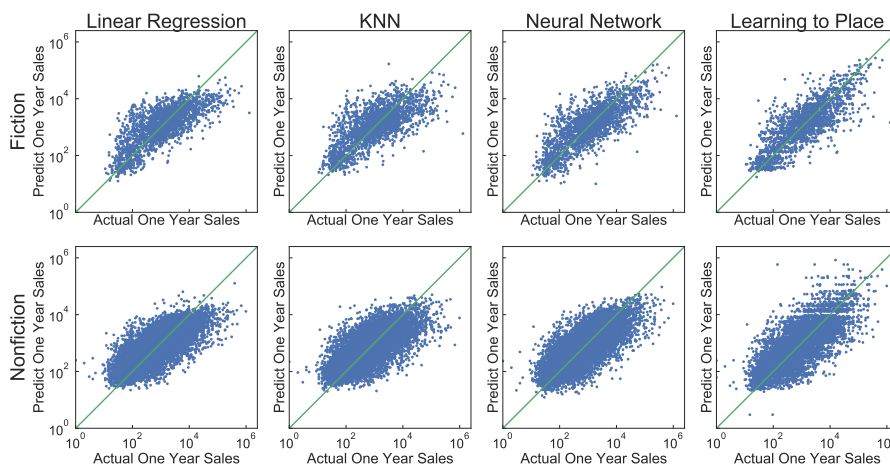 Linear Regression KNN Neural Network Learning to Place
Fiction
Predict One Year Sales Predict One Year Sales Predict One Year Sales Predict One Year Sales
10^6
10^4
10^2
10^0
Actual One Year Sales Actual One Year Sales Actual One Year Sales Actual One Year Sales
Nonfiction
Predict One Year Sales Predict One Year Sales Predict One Year Sales Predict One Year Sales
10^6
10^4
10^2
10^0
10^0 10^2 10^4 10^6 10^0 10^2 10^4 10^6 10^0 10^2 10^4 10^6 10^0 10^2 10^4 10^6
Actual One Year Sales Actual One Year Sales Actual One Year Sales Actual One Year Sales